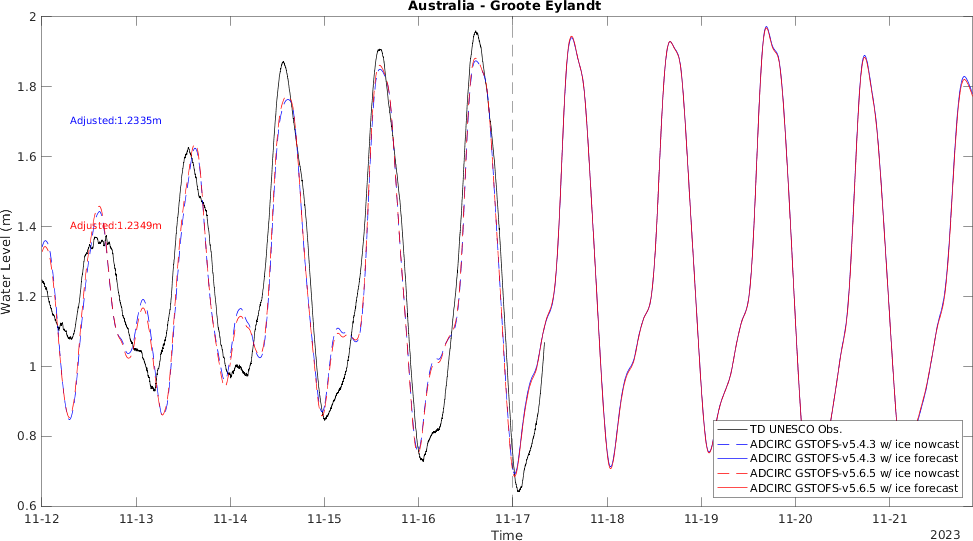 Australia - Groote Eylandt
Water Level (m)
2
1.8
1.6
1.4
1.2
1
0.8
0.6
Adjusted:1.2335m
Adjusted:1.2349m
TD UNESCO Obs.
ADCIRC GSTOFS-v5.4.3 w/ ice nowcast
ADCIRC GSTOFS-v5.4.3 w/ ice forecast
ADCIRC GSTOFS-v5.6.5 w/ ice nowcast
ADCIRC GSTOFS-v5.6.5 w/ ice forecast
11-12 11-13 11-14 11-15 11-16 11-17 11-18 11-19 11-20 11-21
Time
2023